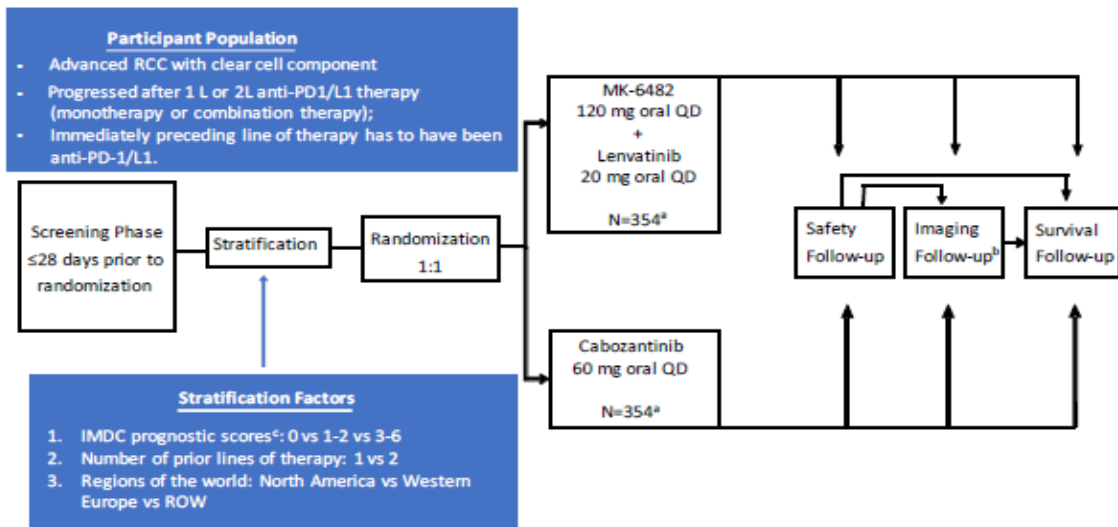 Participant Population
- Advanced RCC with clear cell component
- Progressed after 1 L or 2L anti-PD1/L1 therapy
(monotherapy or combination therapy);
- Immediately preceding line of therapy has to have been
anti-PD-1/L1.
Screening Phase
≤28 days prior to
randomization
Stratification
Randomization
1:1
MK-6482
120 mg oral QD
+
Lenvatinib
20 mg oral QD
N=354ª
Cabozantinib
60 mg oral QD
N=354ª
Safety
Follow-up
Imaging
Follow-upᵇ
Survival
Follow-up
Stratification Factors
1. IMDC prognostic scoresᶜ: 0 vs 1-2 vs 3-6
2. Number of prior lines of therapy: 1 vs 2
3. Regions of the world: North America vs Western
Europe vs ROW